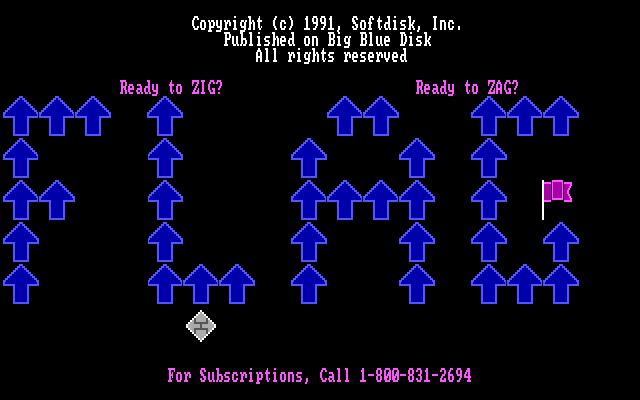 Copyright (c) 1991, Softdisk, Inc.
Published on Big Blue Disk
All rights reserved
Ready to ZIG? Ready to ZAG?
FLAG
For Subscriptions, Call 1-800-831-2694